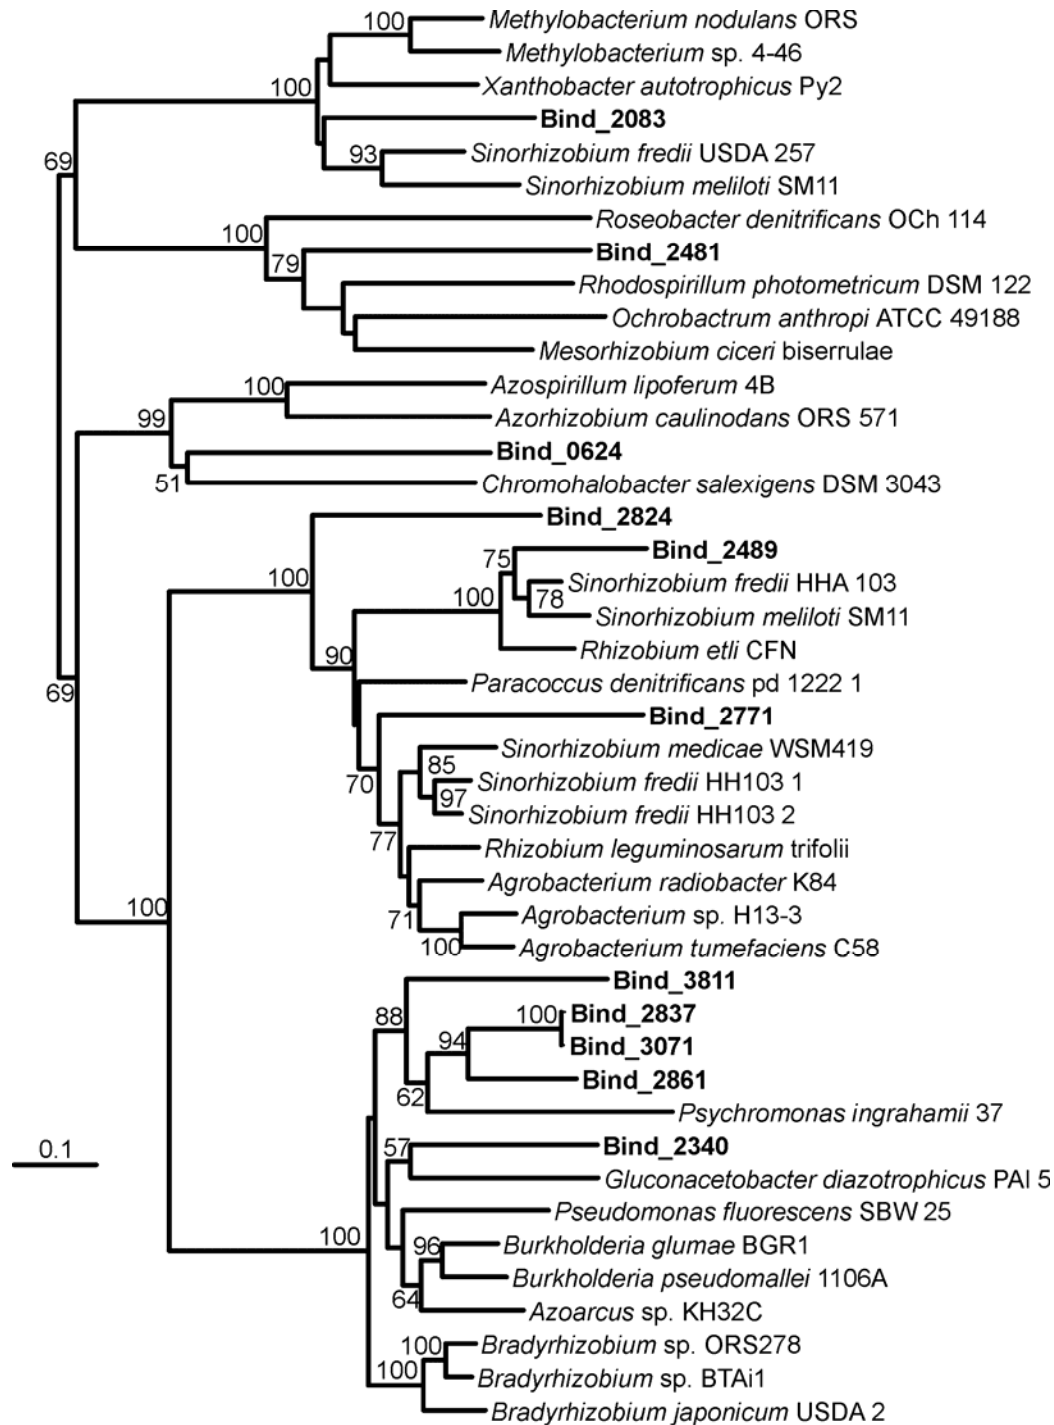 100 Methylobacterium nodulans ORS
Methylobacterium sp. 4-46
100 Xanthobacter autotrophicus Py2
Bind_2083
69 93 Sinorhizobium fredii USDA 257
Sinorhizobium meliloti SM11
100 Roseobacter denitrificans OCh 114
79 Bind_2481
Rhodospirillum photometricum DSM 122
Ochrobactrum anthropi ATCC 49188
Mesorhizobium ciceri biserrulae
100 Azospirillum lipoferum 4B
99 Azorhizobium caulinodans ORS 571
Bind_0624
51 Chromohalobacter salexigens DSM 3043
Bind_2824
75 Bind_2489
100 Sinorhizobium fredii HHA 103
100 78 Sinorhizobium meliloti SM11
90 Rhizobium etli CFN
69 Paracoccus denitrificans pd 1222 1
Bind_2771
Sinorhizobium medicae WSM419
70 85 Sinorhizobium fredii HH103 1
97 Sinorhizobium fredii HH103 2
77 Rhizobium leguminosarum trifolii
Agrobacterium radiobacter K84
100 71 Agrobacterium sp. H13-3
100 Agrobacterium tumefaciens C58
Bind_3811
88 100 Bind_2837
94 Bind_3071
62 Bind_2861
Psychromonas ingrahamii 37
0.1 57 Bind_2340
Gluconacetobacter diazotrophicus PAl 5
Pseudomonas fluorescens SBW 25
100 96 Burkholderia glumae BGR1
Burkholderia pseudomallei 1106A
64 Azoarcus sp. KH32C
100 Bradyrhizobium sp. ORS278
100 Bradyrhizobium sp. BTAi1
Bradyrhizobium japonicum USDA 2